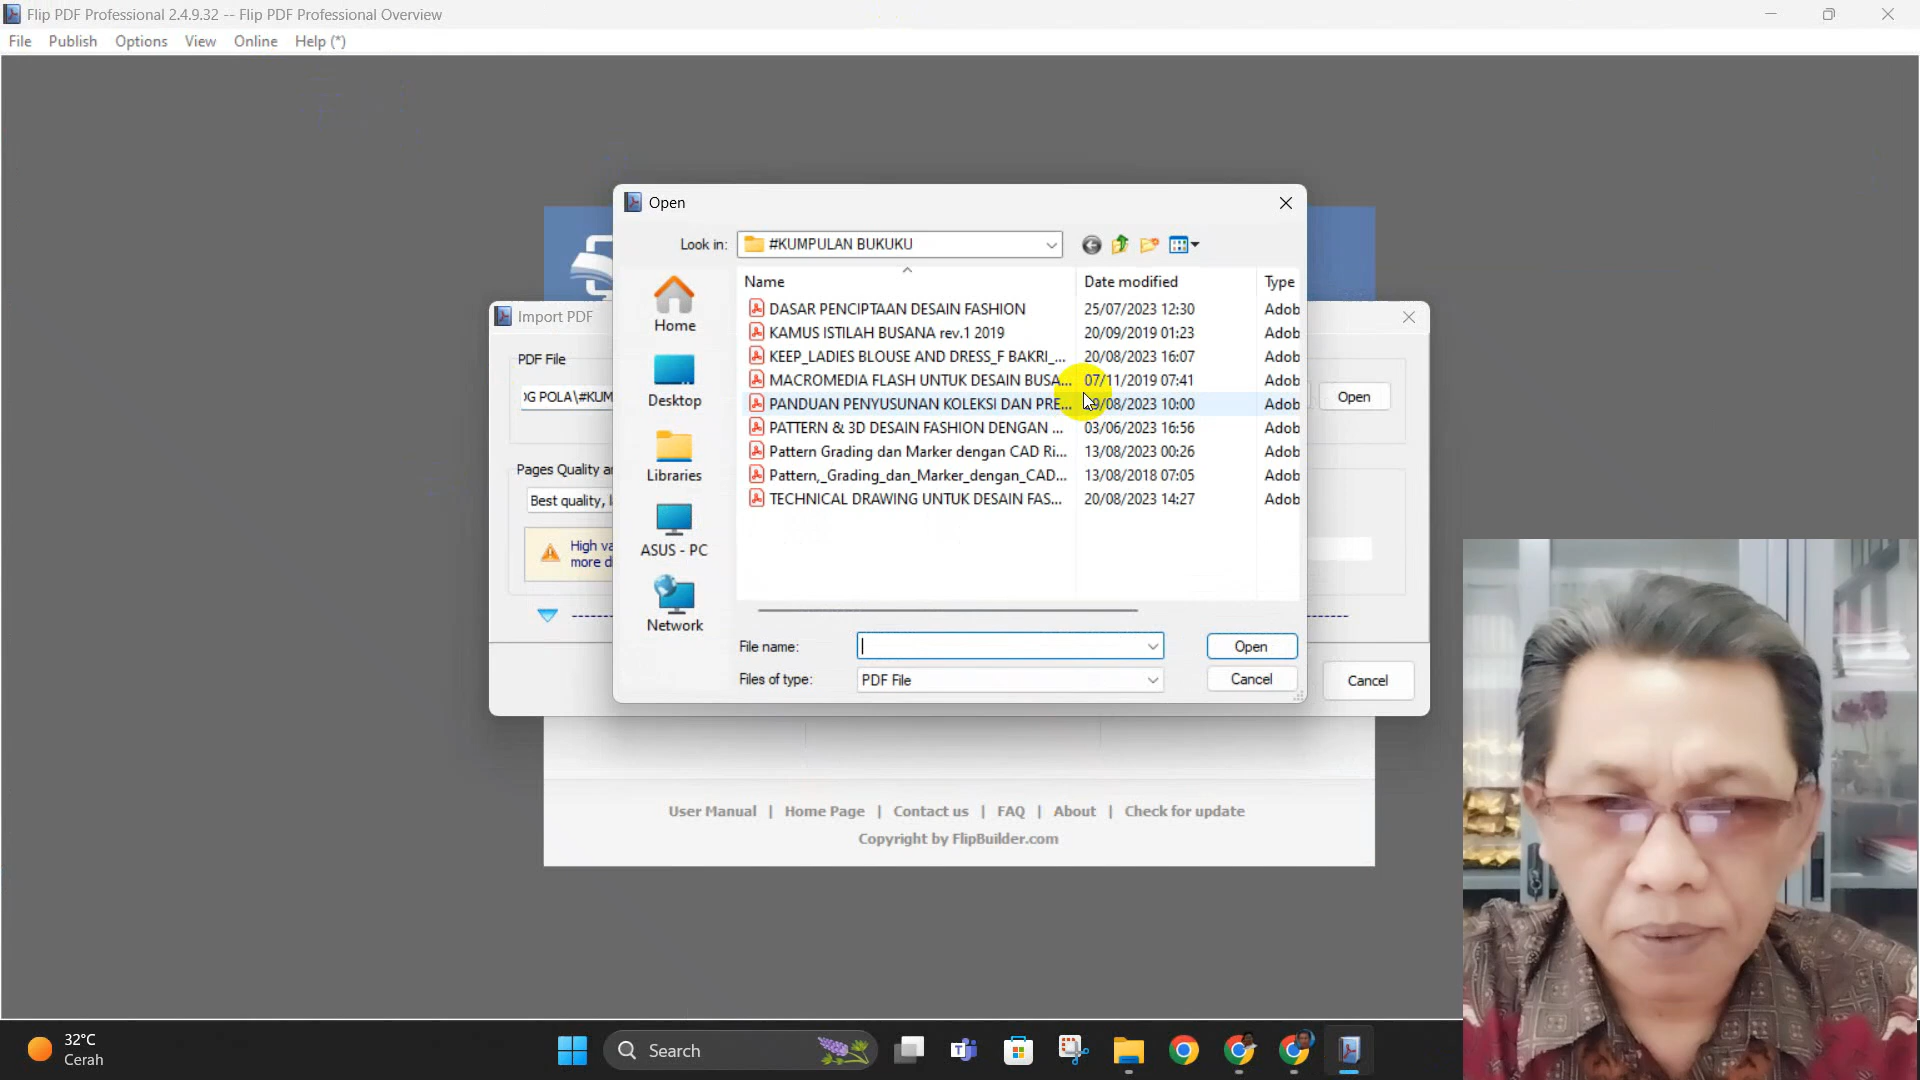 Flip PDF Professional 2.4.9.32 -- Flip PDF Professional Overview
File Publish Options View Online Help (*)
Open
Look in: #KUMPULAN BUKUKU
Name Date modified Type
DASAR PENCIPTAAN DESAIN FASHION 25/07/2023 12:30 Adob
KAMUS ISTILAH BUSANA rev.1 2019 20/09/2019 01:23 Adob
KEEP_LADIES BLOUSE AND DRESS_F BAKRI_... 20/08/2023 16:07 Adob
MACROMEDIA FLASH UNTUK DESAIN BUSA... 07/11/2019 07:41 Adob
PANDUAN PENYUSUNAN KOLEKSI DAN PRE... 9/08/2023 10:00 Adob
PATTERN & 3D DESAIN FASHION DENGAN ... 03/06/2023 16:56 Adob
Pattern Grading dan Marker dengan CAD Ri... 13/08/2023 00:26 Adob
Pattern,_Grading_dan_Marker_dengan_CAD... 13/08/2018 07:05 Adob
TECHNICAL DRAWING UNTUK DESAIN FAS... 20/08/2023 14:27 Adob
Home
Desktop
Libraries
ASUS - PC
Network
File name: Open
Files of type: PDF File Cancel
Import PDF
PDF File
OG POLA\#KUM Open
Pages Quality a
Best quality, l
High va
more d
Cancel
User Manual | Home Page | Contact us | FAQ | About | Check for update
Copyright by FlipBuilder.com
32°C
Cerah
Search